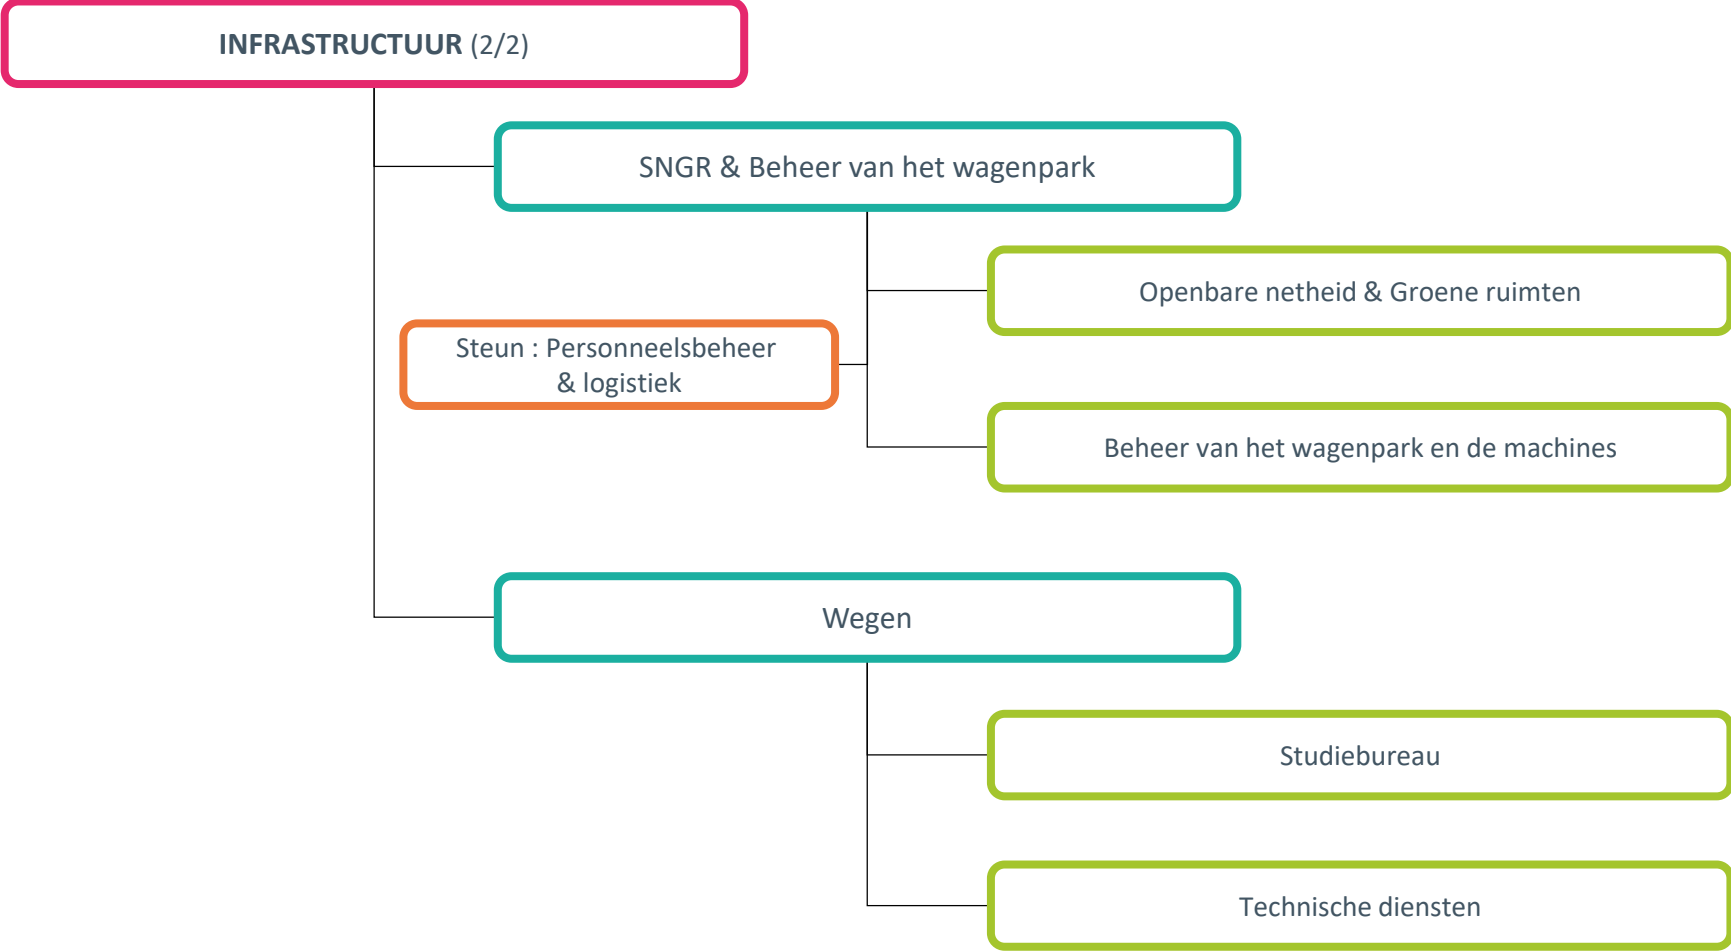 INFRASTRUCTUUR (2/2)
SNGR & Beheer van het wagenpark
Openbare netheid & Groene ruimten
Steun : Personneelsbeheer
& logistiek
Beheer van het wagenpark en de machines
Wegen
Studiebureau
Technische diensten